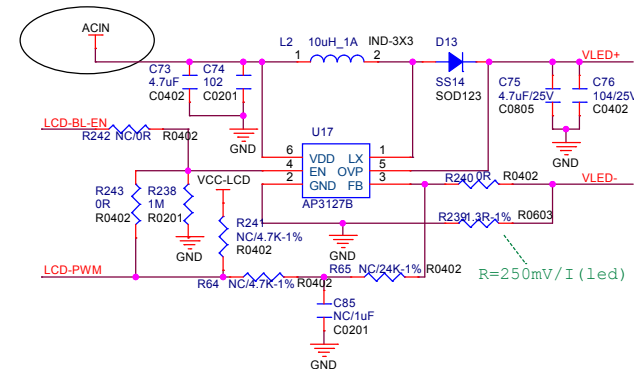 ACIN
L2 10uH_1A IND-3X3 D13
1 2
VLED+
C73
4.7uF
C0402
C74
102
C0201
SS14
SOD123
C75
4.7uF/25V
C0805
C76
104/25V
C0402
GND
GND
LCD-BL-EN
R242 NC/0R R0402
U17
6 VDD LX 1
4 EN OVP 5
2 GND FB 3
AP3127B
R240 0R R0402
VLED-
R243
0R
R0402
R238
1M
R0201
VCC-LCD
R241
NC/4.7K-1%
R0402
GND
GND
R239 1.3R-1% R0603
R=250mV/I(led)
LCD-PWM
R64 NC/4.7K-1% R0402
R65 NC/24K-1% R0402
C85
NC/1uF
C0201
GND